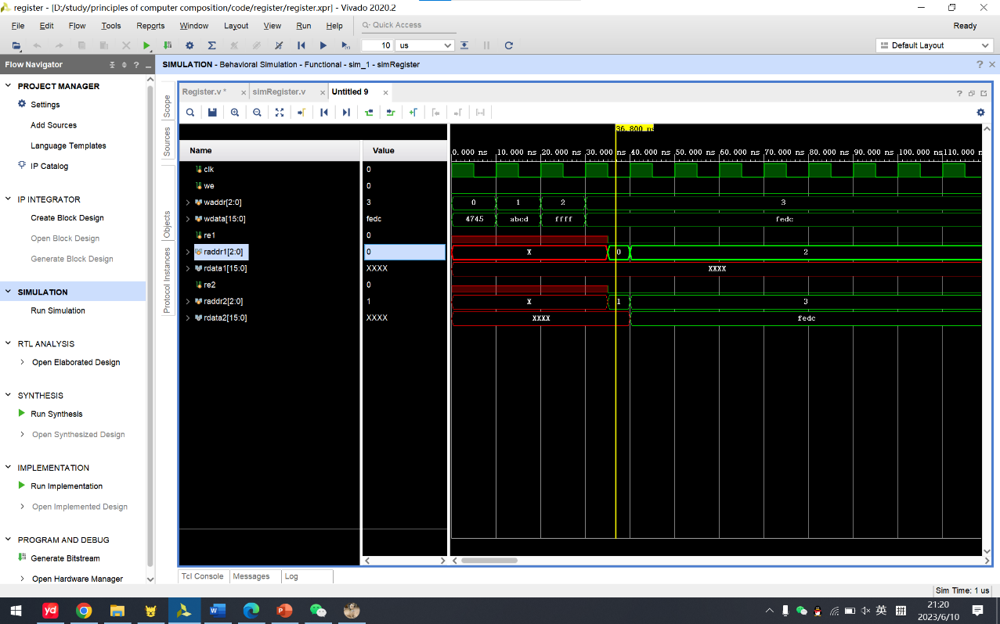 register - [D:/study/principles of computer composition/code/register/register.xpr] - Vivado 2020.2
File Edit Flow Tools Reports Window Layout View Run Help Quick Access Ready
10 us Default Layout
Flow Navigator
SIMULATION - Behavioral Simulation - Functional - sim_1 - simRegister
PROJECT MANAGER
Settings
Add Sources
Language Templates
IP Catalog
IP INTEGRATOR
Create Block Design
Open Block Design
Generate Block Design
SIMULATION
Run Simulation
RTL ANALYSIS
Open Elaborated Design
SYNTHESIS
Run Synthesis
Open Synthesized Design
IMPLEMENTATION
Run Implementation
Open Implemented Design
PROGRAM AND DEBUG
Generate Bitstream
Open Hardware Manager
Scope
Sources
Objects
Protocol Instances
Register.v * simRegister.v Untitled 9
36.800 ns
Name Value
0.000 ns 10.000 ns 20.000 ns 30.000 ns 40.000 ns 50.000 ns 60.000 ns 70.000 ns 80.000 ns 90.000 ns 100.000 ns 110.000 n
clk 0
we 0
waddr[2:0] 3 0 1 2 3
wdata[15:0] fedc 4745 abcd ffff fedc
re1 0
raddr1[2:0] 0 X 0 2
rdata1[15:0] XXXX XXXX
re2 0
raddr2[2:0] 1 X 1 3
rdata2[15:0] XXXX XXXX fedc
Tcl Console Messages Log
Sim Time: 1 us
yd
英
21:20
2023/6/10